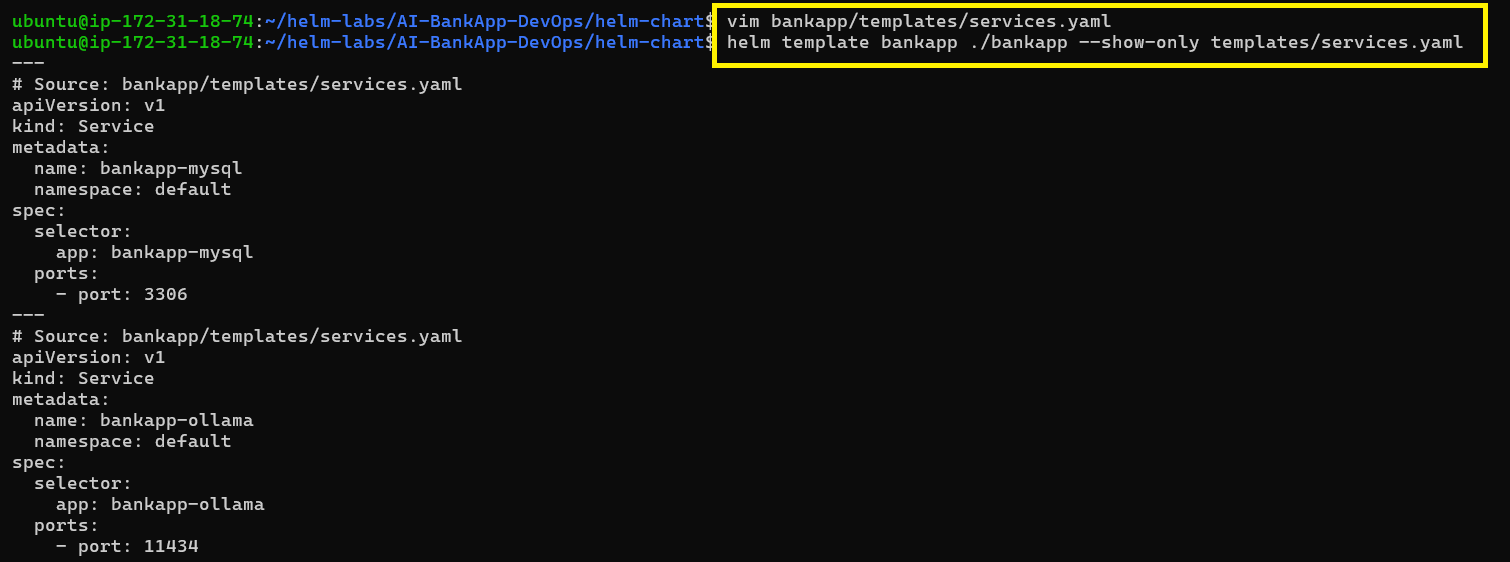 ubuntu@ip-172-31-18-74:~/helm-labs/AI-BankApp-DevOps/helm-chart$ vim bankapp/templates/services.yaml
ubuntu@ip-172-31-18-74:~/helm-labs/AI-BankApp-DevOps/helm-chart$ helm template bankapp ./bankapp --show-only templates/services.yaml
---
# Source: bankapp/templates/services.yaml
apiVersion: v1
kind: Service
metadata:
  name: bankapp-mysql
  namespace: default
spec:
  selector:
    app: bankapp-mysql
  ports:
    - port: 3306
---
# Source: bankapp/templates/services.yaml
apiVersion: v1
kind: Service
metadata:
  name: bankapp-ollama
  namespace: default
spec:
  selector:
    app: bankapp-ollama
  ports:
    - port: 11434